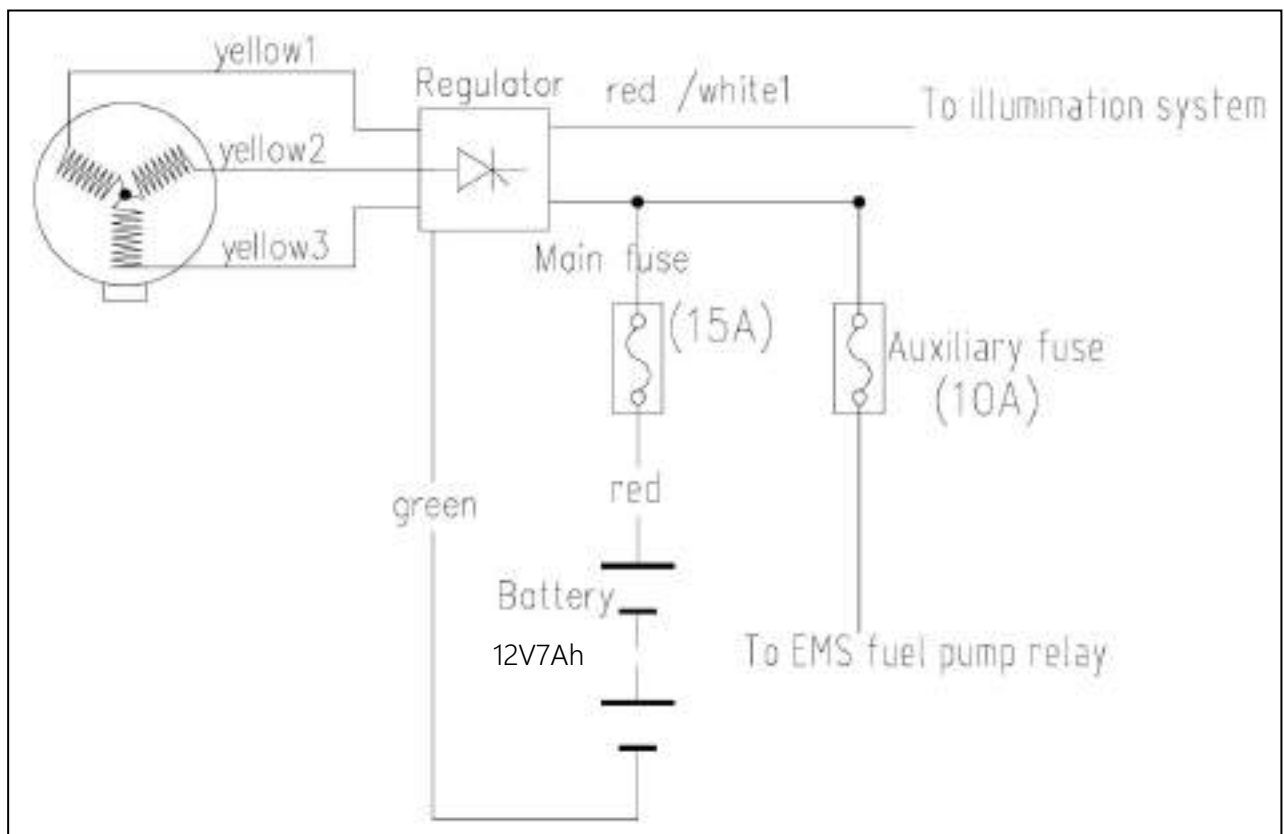 yellow1
Regulator
red /white1
To illumination system
yellow2
yellow3
Main fuse
(15A)
Auxiliary fuse
(10A)
red
green
Battery
12V7Ah
To EMS fuel pump relay